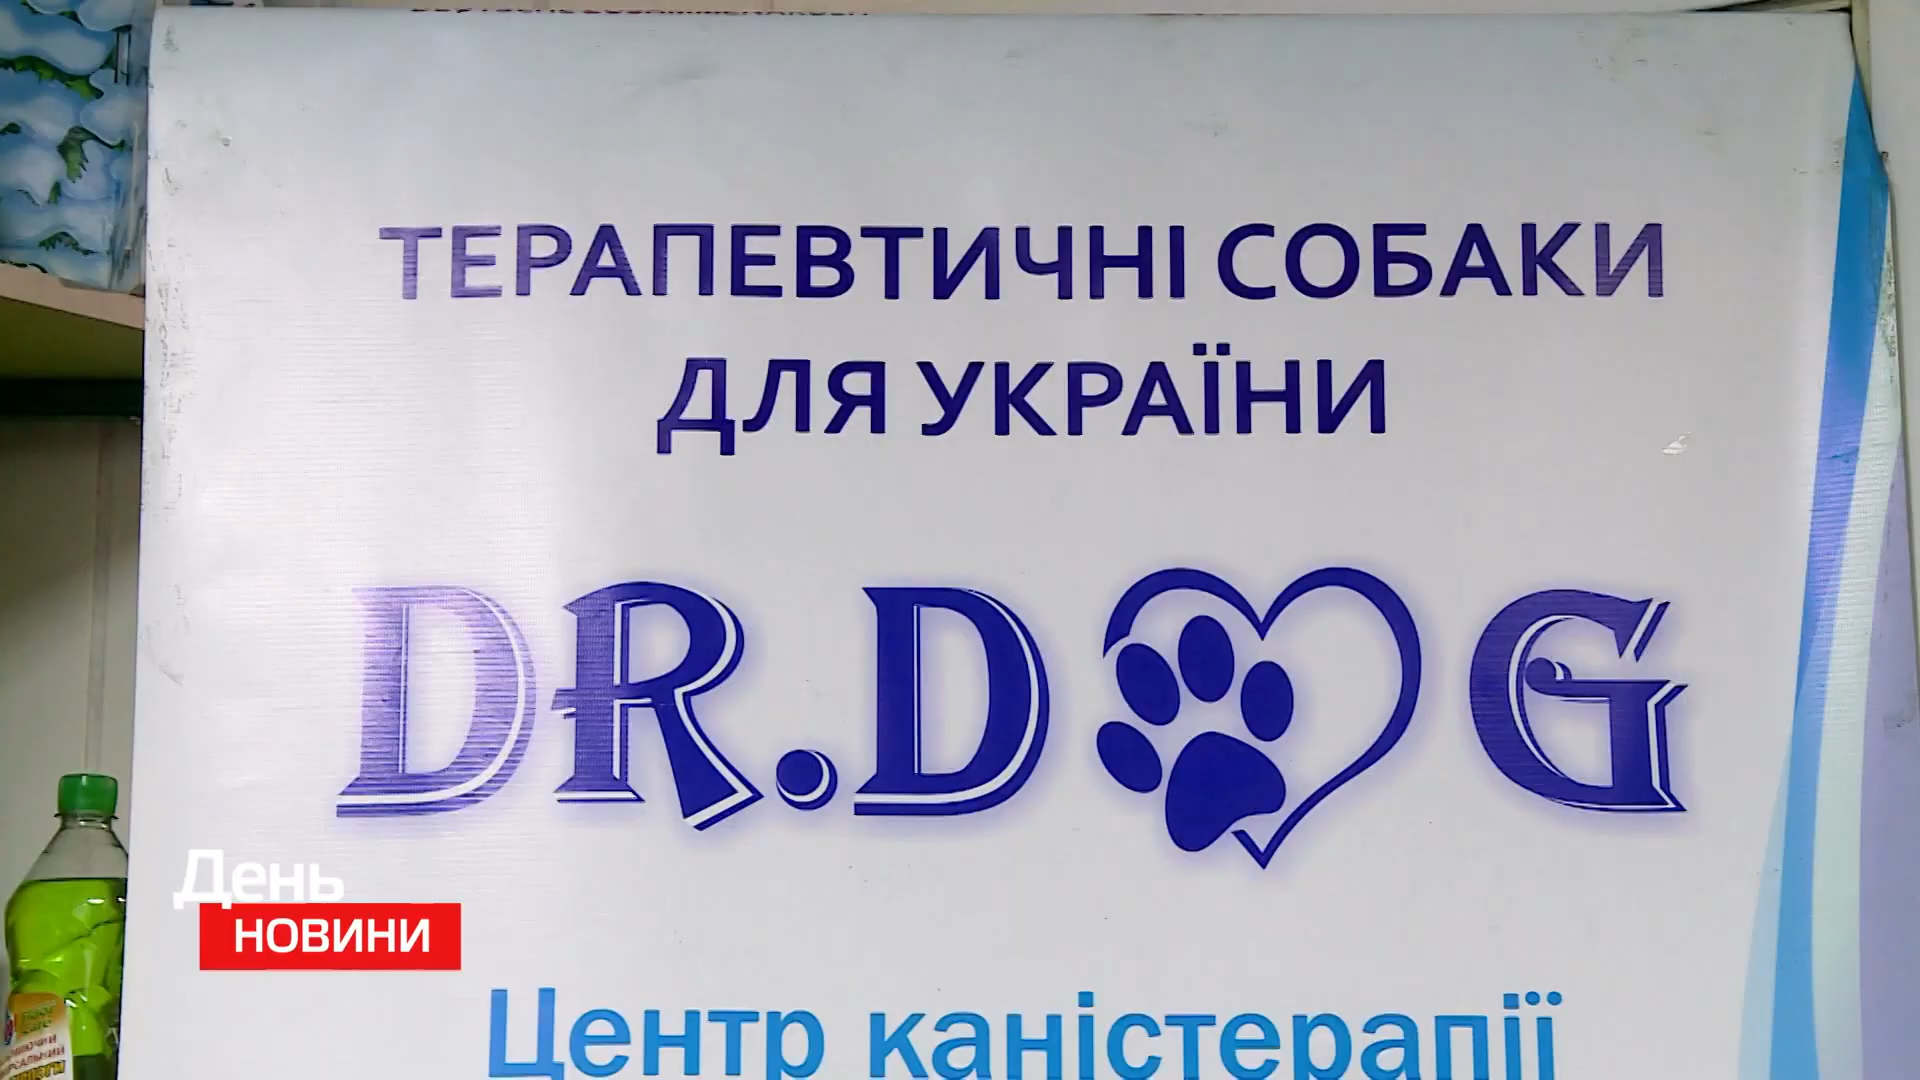 ТЕРАПЕВТИЧНІ СОБАКИ
ДЛЯ УКРАЇНИ
DR.DOG
День
НОВИНИ
Центр каністерапії